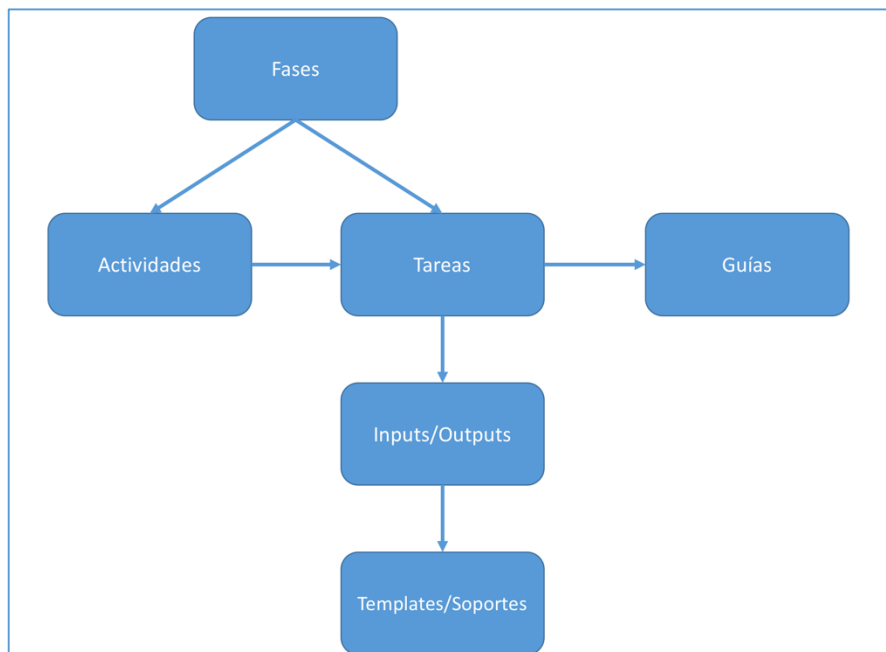 Fases
Actividades
Tareas
Guías
Inputs/Outputs
Templates/Soportes